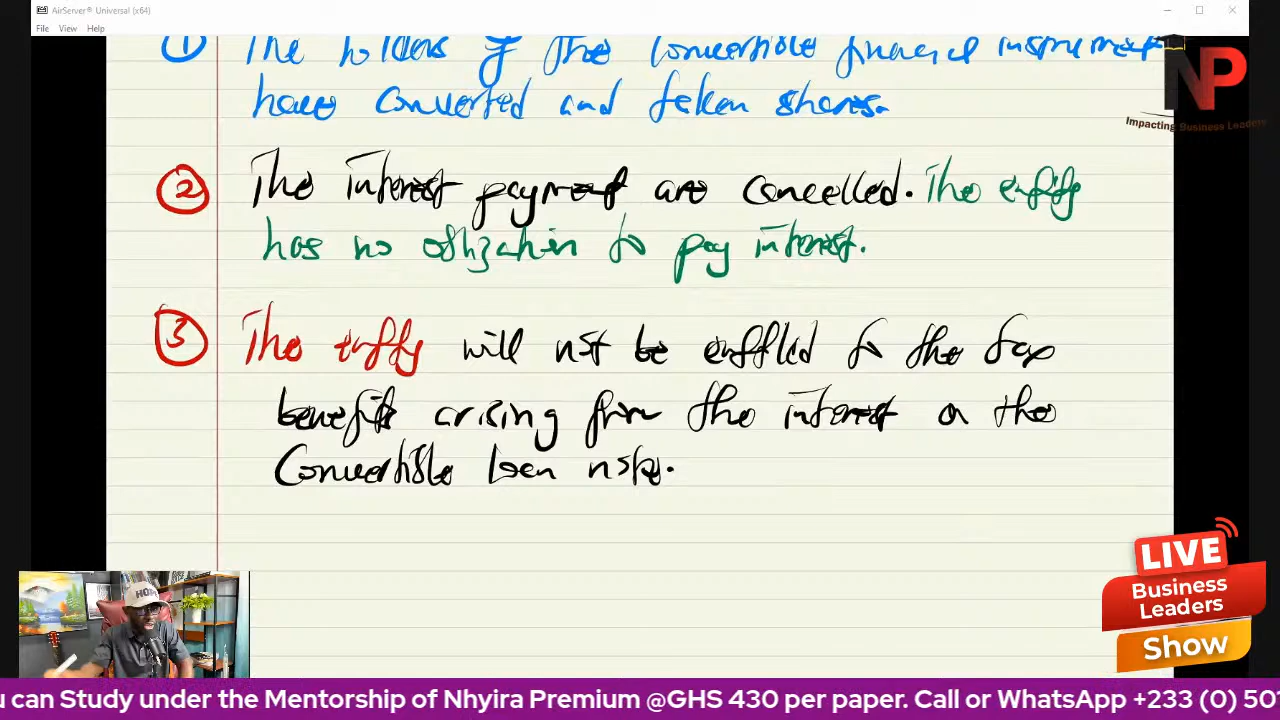 AirServer® Universal (x64)
File View Help
① The holders of the Convertible financial instrument
have converted and taken shares.
NP
Impacting Business Leaders
② The Interest payment are cancelled. The entity
has no obligation to pay interest.
③ The entity will not be entitled to the tax
benefits arising from the interest on the
Convertible loan note.
LIVE
Business
Leaders
Show
u can Study under the Mentorship of Nhyira Premium @GHS 430 per paper. Call or WhatsApp +233 (0) 50